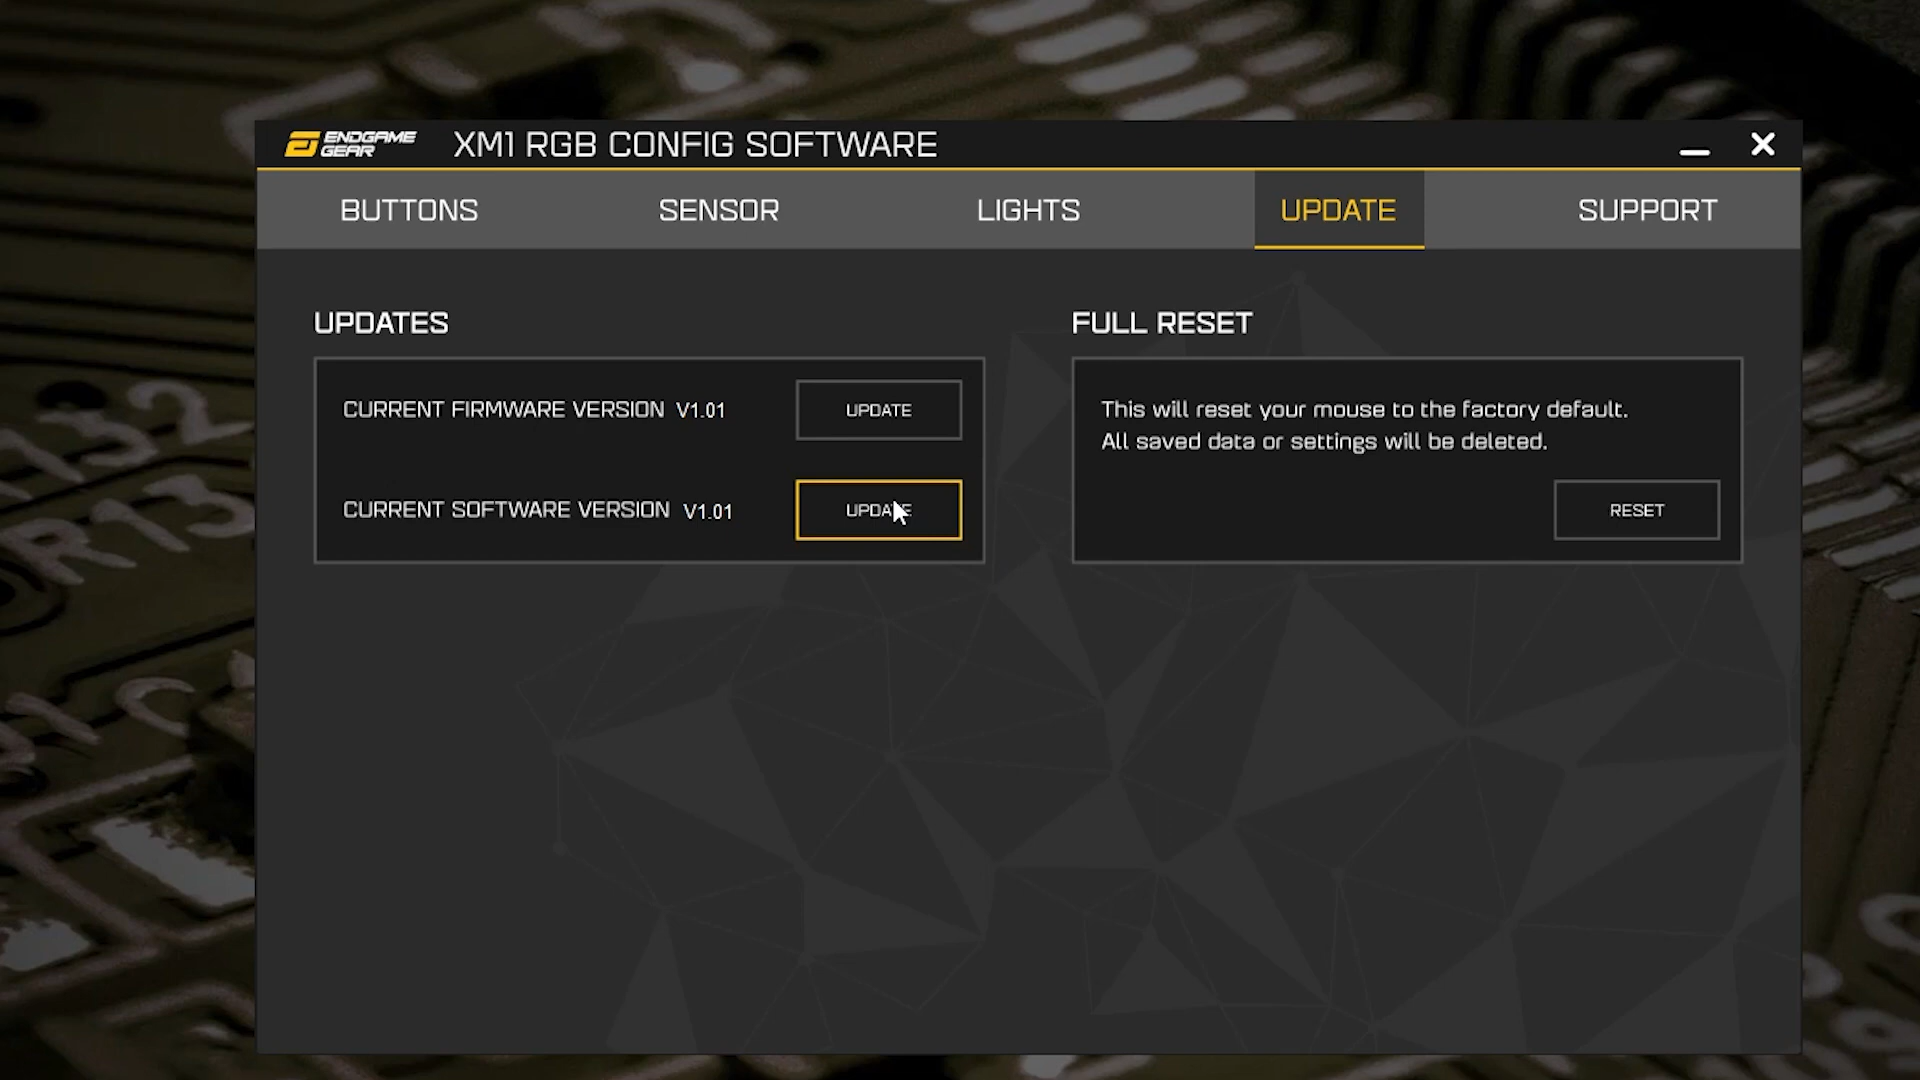 ENDGAME
GEAR
XM1 RGB CONFIG SOFTWARE
BUTTONS
SENSOR
LIGHTS
UPDATE
SUPPORT
UPDATES
CURRENT FIRMWARE VERSION V1.01
UPDATE
CURRENT SOFTWARE VERSION V1.01
UPDATE
FULL RESET
This will reset your mouse to the factory default.
All saved data or settings will be deleted.
RESET
R13